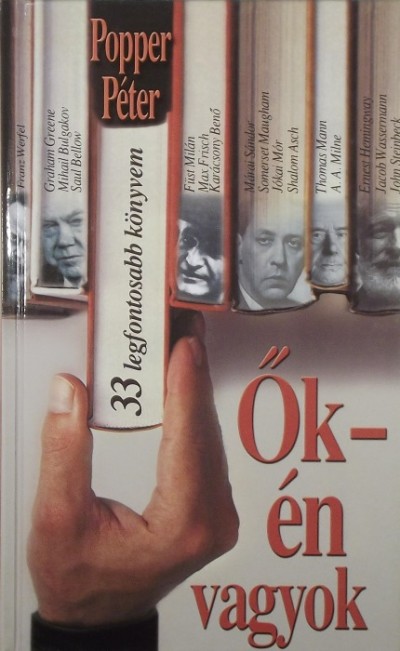 Popper
Péter
33 legfontosabb könyvem
Franz Werfel
Graham Greene
Mihail Bulgakov
Saul Bellow
Füst Milán
Max Frisch
Karácsony Benő
Márai Sándor
Somerset Maugham
Jókai Mór
Shalom Asch
Thomas Mann
A. A. Milne
Ernest Hemingway
Jacob Wassermann
John Steinbeck
Ők-
én
vagyok